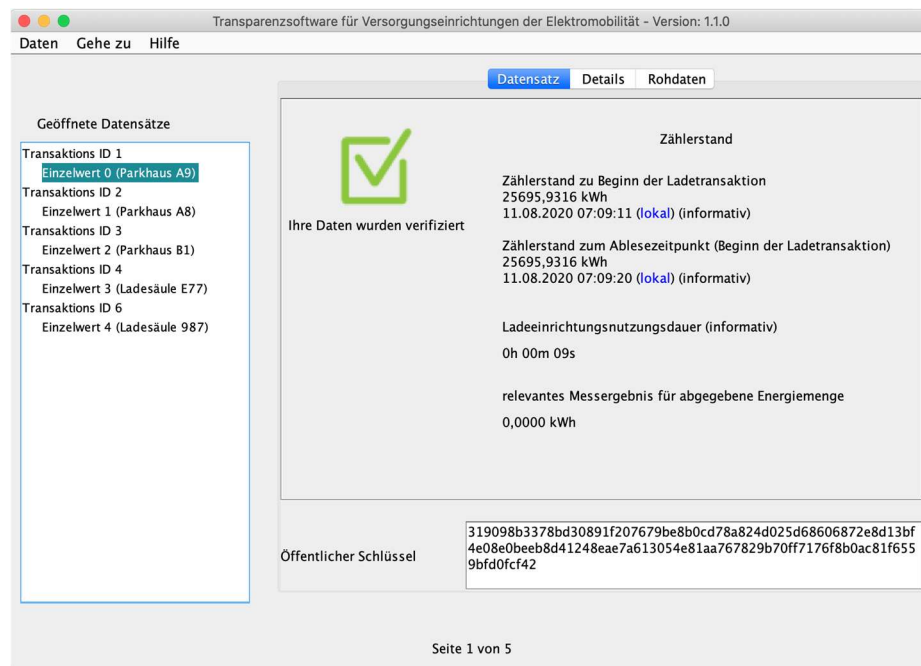 Transparenzsoftware für Versorgungseinrichtungen der Elektromobilität - Version: 1.1.0
Daten Gehe zu Hilfe
Datensatz Details Rohdaten
Geöffnete Datensätze
Transaktions ID 1
Einzelwert 0 (Parkhaus A9)
Transaktions ID 2
Einzelwert 1 (Parkhaus A8)
Transaktions ID 3
Einzelwert 2 (Parkhaus B1)
Transaktions ID 4
Einzelwert 3 (Ladesäule E77)
Transaktions ID 6
Einzelwert 4 (Ladesäule 987)
Ihre Daten wurden verifiziert
Zählerstand
Zählerstand zu Beginn der Ladetransaktion
25695,9316 kWh
11.08.2020 07:09:11 (lokal) (informativ)
Zählerstand zum Ablesezeitpunkt (Beginn der Ladetransaktion)
25695,9316 kWh
11.08.2020 07:09:20 (lokal) (informativ)
Ladeeinrichtungsnutzungsdauer (informativ)
0h 00m 09s
relevantes Messergebnis für abgegebene Energiemenge
0,0000 kWh
Öffentlicher Schlüssel
319098b3378bd30891f207679be8b0cd78a824d025d68606872e8d13bf
4e08e0beeb8d41248eae7a613054e81aa767829b70ff7176f8b0ac81f655
9bfd0fcf42
Seite 1 von 5